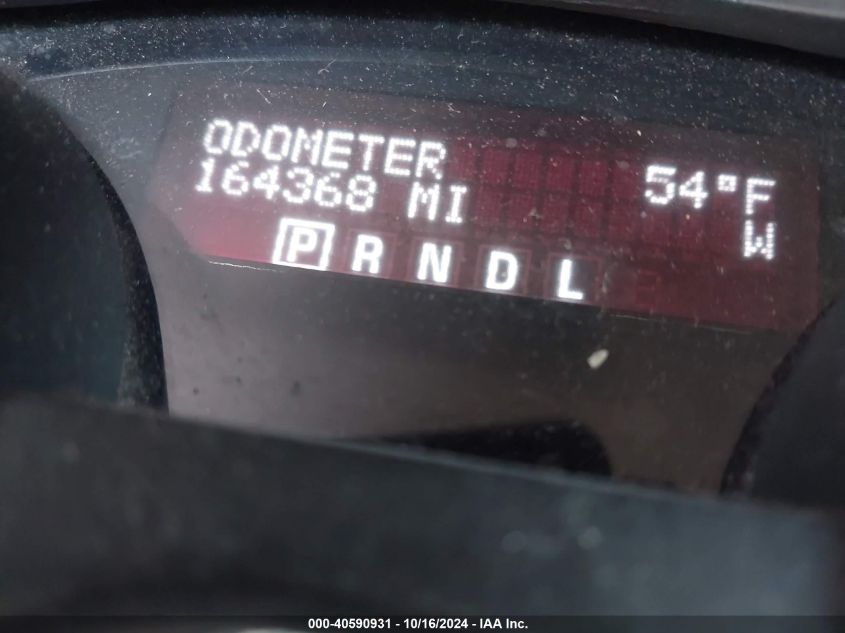 ODOMETER
164368 MI
54°F
W
P R N D L
000-40590931 - 10/16/2024 - IAA Inc.